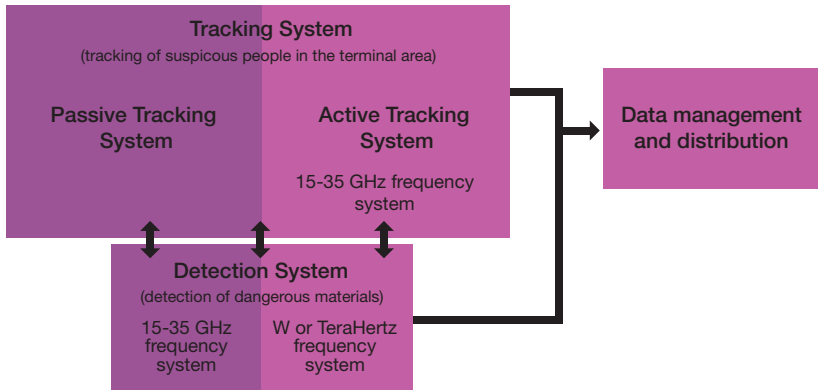 Tracking System
(tracking of suspicous people in the terminal area)
Passive Tracking
System
Active Tracking
System
15-35 GHz frequency
system
Data management
and distribution
Detection System
(detection of dangerous materials)
15-35 GHz
frequency
system
W or TeraHertz
frequency
system